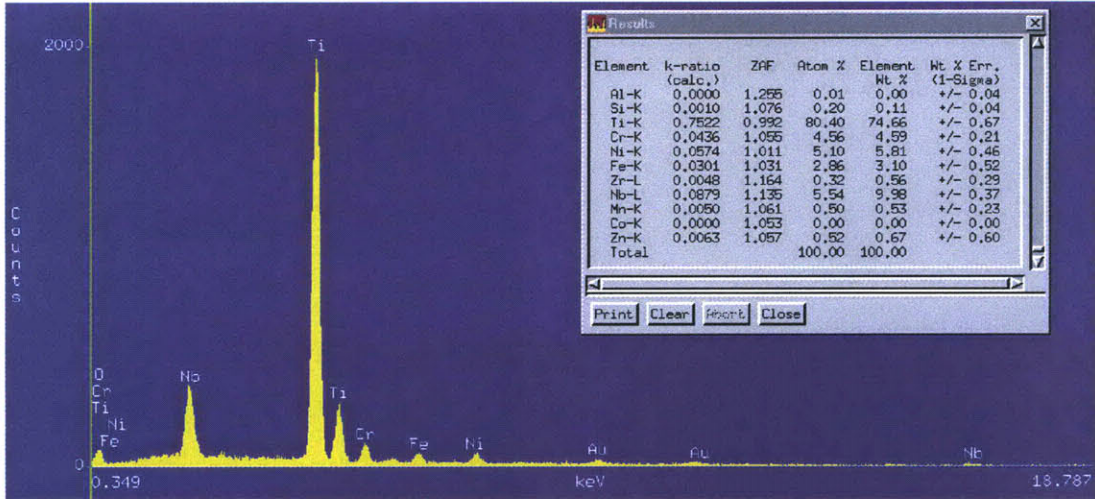 Results
Element k-ratio ZAF Atom % Element Wt % Err.
(calc.) Wt % (1-Sigma)
Al-K 0.0000 1.255 0.01 0.00 +/- 0.04
Si-K 0.0010 1.076 0.20 0.11 +/- 0.04
Ti-K 0.7522 0.992 80.40 74.66 +/- 0.67
Cr-K 0.0436 1.055 4.56 4.59 +/- 0.21
Ni-K 0.0574 1.011 5.10 5.81 +/- 0.46
Fe-K 0.0301 1.031 2.86 3.10 +/- 0.52
Zr-L 0.0048 1.164 0.32 0.56 +/- 0.29
Nb-L 0.0879 1.135 5.54 9.98 +/- 0.37
Mn-K 0.0050 1.061 0.50 0.53 +/- 0.23
Co-K 0.0000 1.053 0.00 0.00 +/- 0.00
Zn-K 0.0063 1.057 0.52 0.67 +/- 0.60
Total 100.00 100.00
Print Clear Abort Close
2000
Ti
Counts
O
Cr
Ti
Ni
Fe
Nb
Ti
Cr
Fe
Ni
Au
Au
Nb
0
0.349 keV 18.787